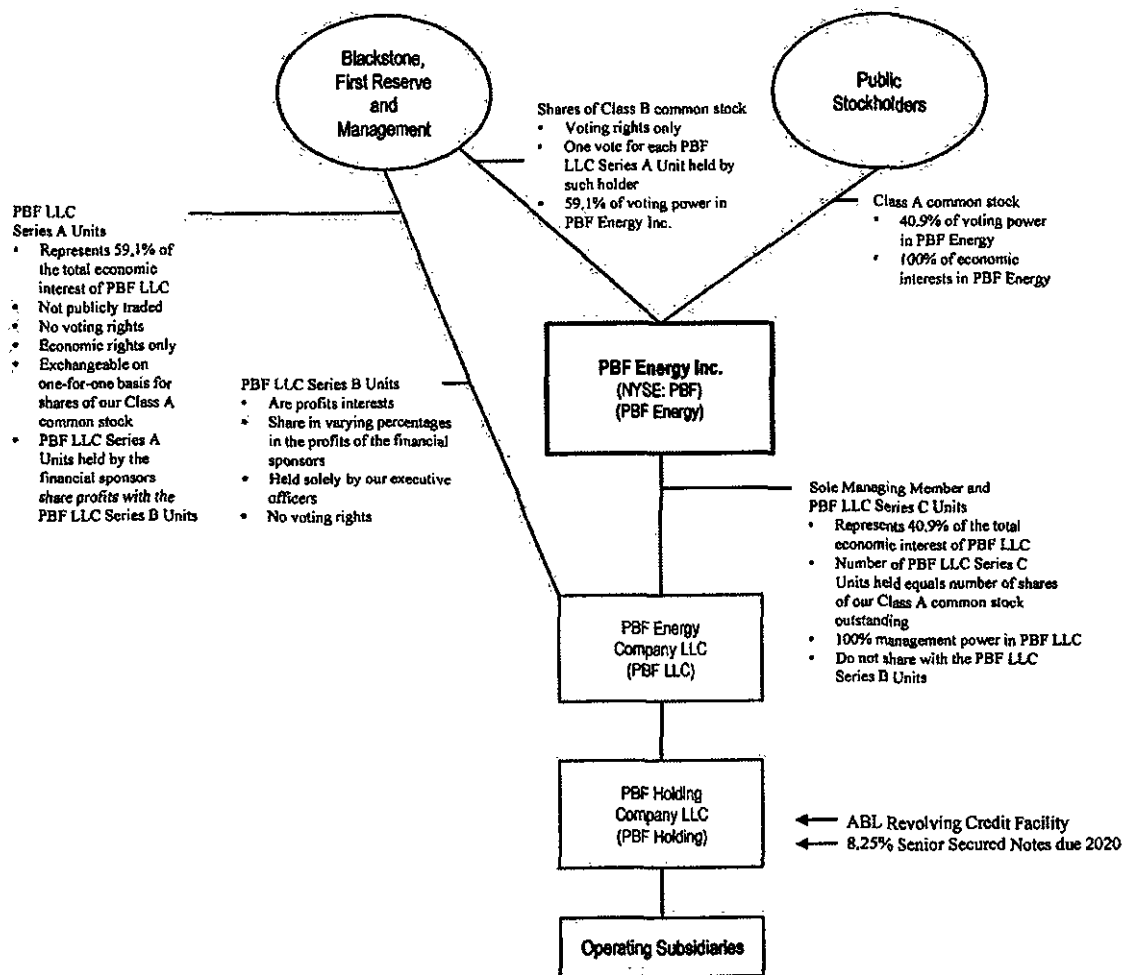 Blackstone,
First Reserve
and
Management
Public
Stockholders
Shares of Class B common stock
• Voting rights only
• One vote for each PBF
LLC Series A Unit held by
such holder
• 59.1% of voting power in
PBF Energy Inc.
Class A common stock
• 40.9% of voting power
in PBF Energy
• 100% of economic
interests in PBF Energy
PBF LLC
Series A Units
• Represents 59.1% of
the total economic
interest of PBF LLC
• Not publicly traded
• No voting rights
• Economic rights only
• Exchangeable on
one-for-one basis for
shares of our Class A
common stock
• PBF LLC Series A
Units held by the
financial sponsors
share profits with the
PBF LLC Series B Units
PBF LLC Series B Units
• Are profits interests
• Share in varying percentages
in the profits of the financial
sponsors
• Held solely by our executive
officers
• No voting rights
PBF Energy Inc.
(NYSE: PBF)
(PBF Energy)
Sole Managing Member and
PBF LLC Series C Units
• Represents 40.9% of the total
economic interest of PBF LLC
• Number of PBF LLC Series C
Units held equals number of shares
of our Class A common stock
outstanding
• 100% management power in PBF LLC
• Do not share with the PBF LLC
Series B Units
PBF Energy
Company LLC
(PBF LLC)
PBF Holding
Company LLC
(PBF Holding)
ABL Revolving Credit Facility
8.25% Senior Secured Notes due 2020
Operating Subsidiaries